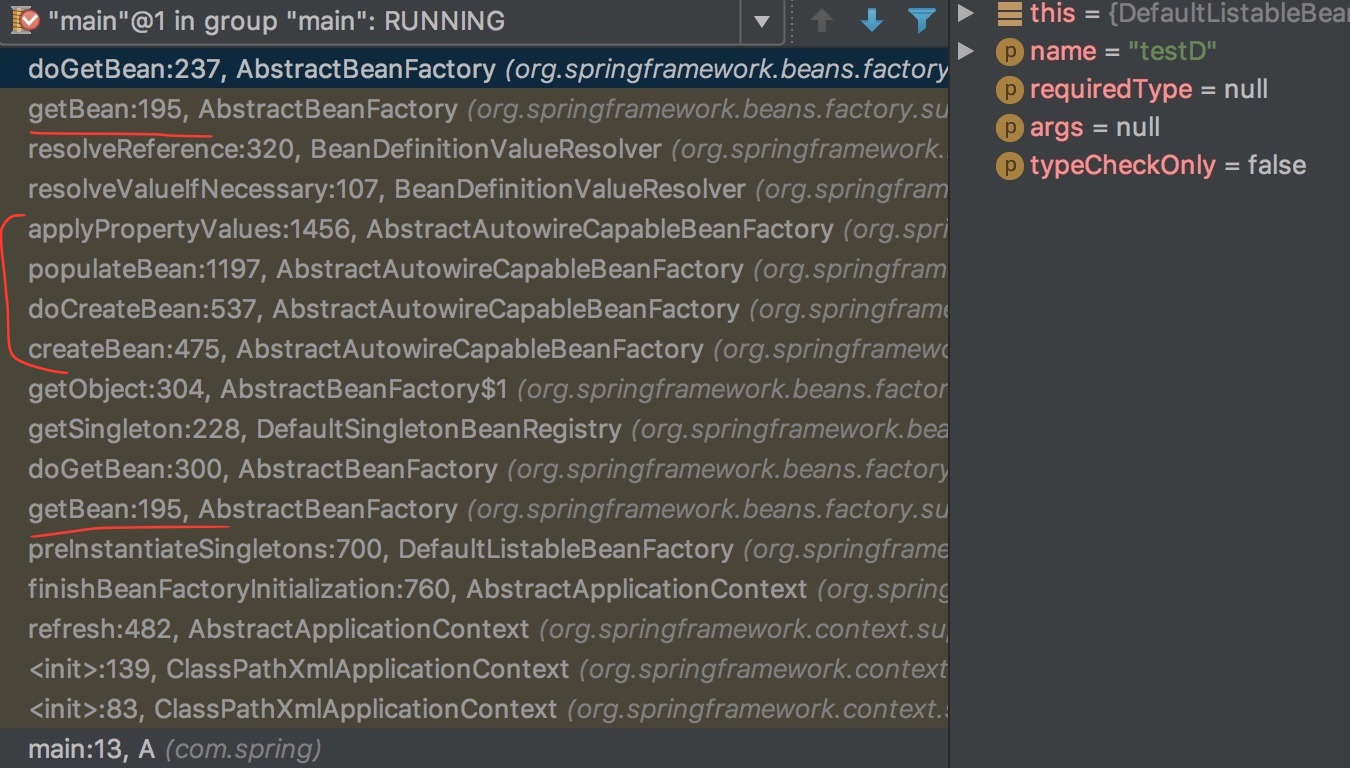 "main"@1 in group "main": RUNNING
doGetBean:237, AbstractBeanFactory (org.springframework.beans.factory
getBean:195, AbstractBeanFactory (org.springframework.beans.factory.su
resolveReference:320, BeanDefinitionValueResolver (org.springframework.
resolveValueIfNecessary:107, BeanDefinitionValueResolver (org.springfram
applyPropertyValues:1456, AbstractAutowireCapableBeanFactory (org.spri
populateBean:1197, AbstractAutowireCapableBeanFactory (org.springfram
doCreateBean:537, AbstractAutowireCapableBeanFactory (org.springframe
createBean:475, AbstractAutowireCapableBeanFactory (org.springframewo
getObject:304, AbstractBeanFactory$1 (org.springframework.beans.factor
getSingleton:228, DefaultSingletonBeanRegistry (org.springframework.bea
doGetBean:300, AbstractBeanFactory (org.springframework.beans.factory
getBean:195, AbstractBeanFactory (org.springframework.beans.factory.su
preInstantiateSingletons:700, DefaultListableBeanFactory (org.springframe
finishBeanFactoryInitialization:760, AbstractApplicationContext (org.spring
refresh:482, AbstractApplicationContext (org.springframework.context.sup
<init>:139, ClassPathXmlApplicationContext (org.springframework.context
<init>:83, ClassPathXmlApplicationContext (org.springframework.context.s
main:13, A (com.spring)
this = {DefaultListableBean
p name = "testD"
p requiredType = null
p args = null
p typeCheckOnly = false